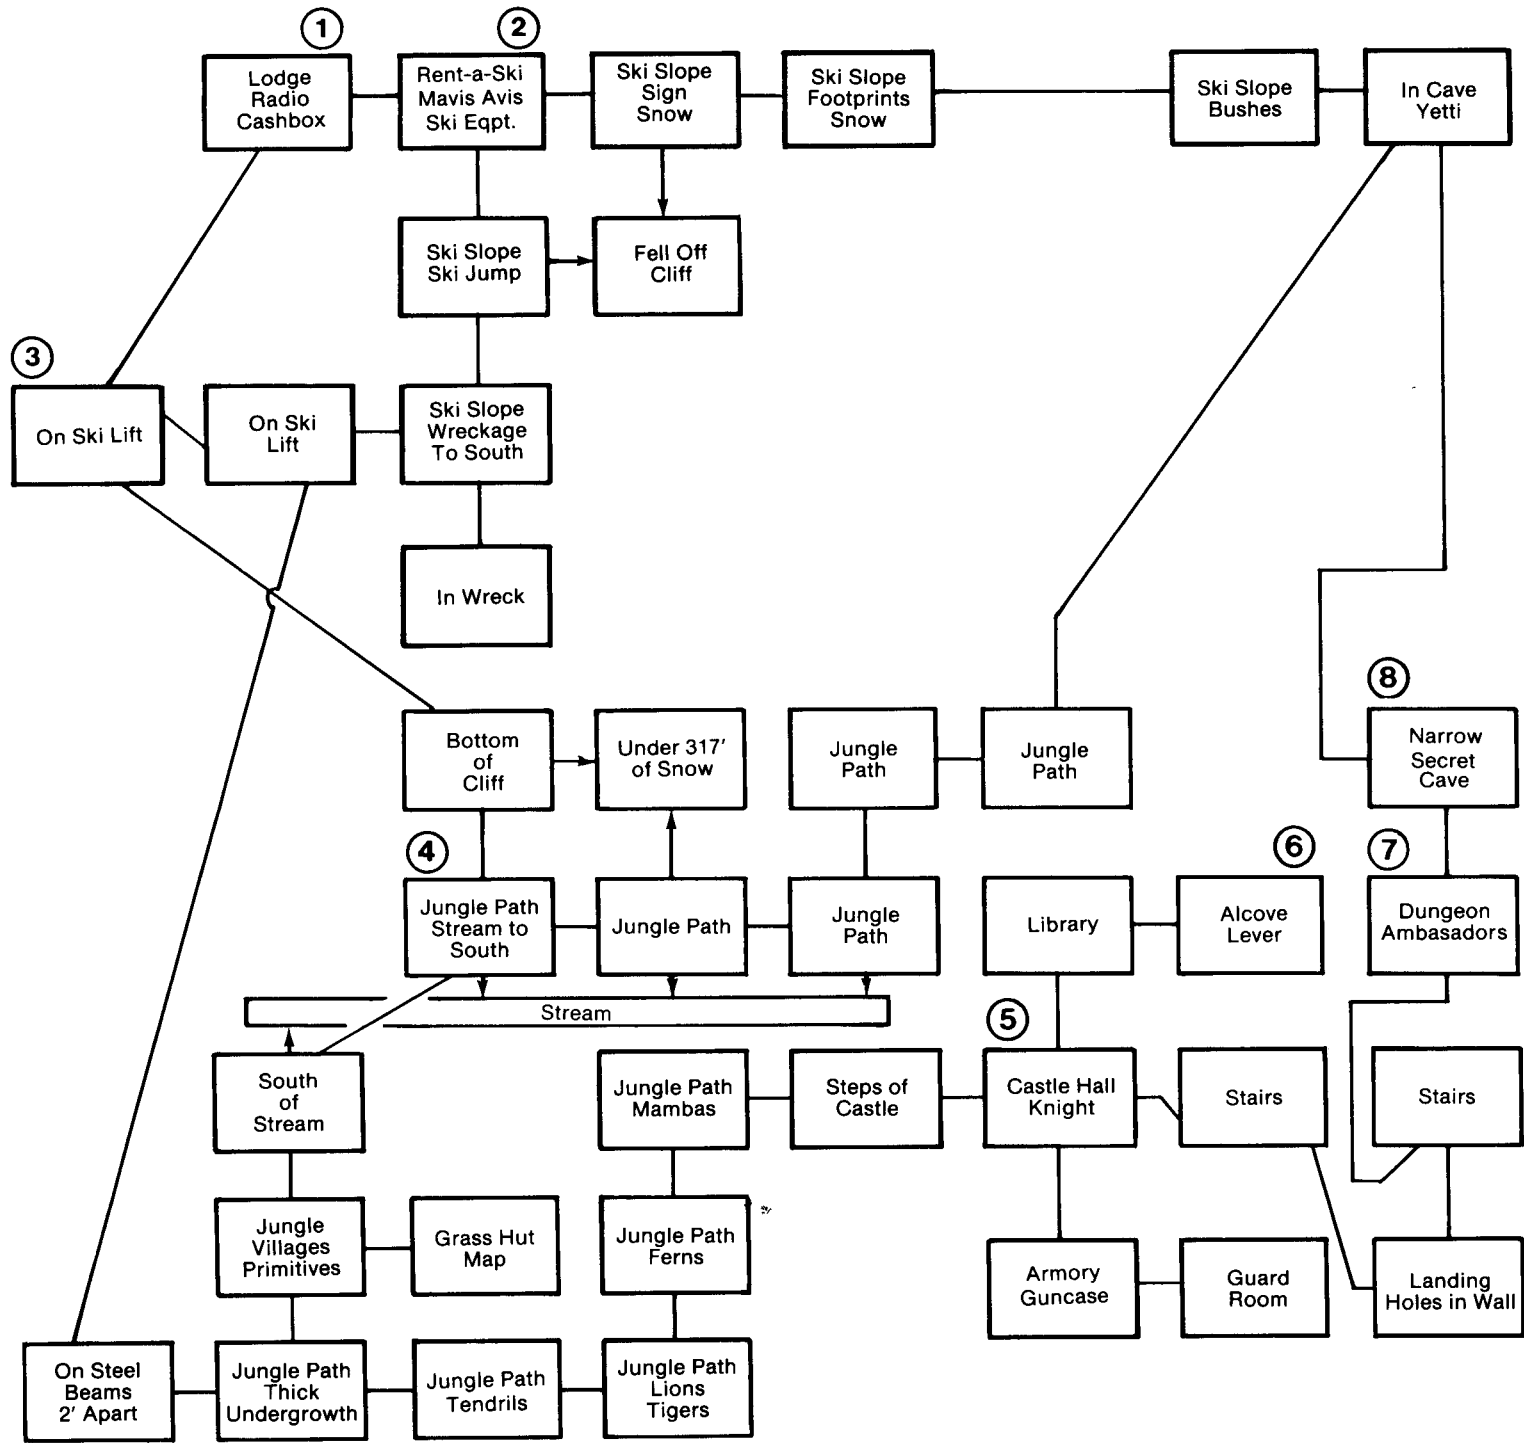 1
2
Lodge
Radio
Cashbox
Rent-a-Ski
Mavis Avis
Ski Eqpt.
Ski Slope
Sign
Snow
Ski Slope
Footprints
Snow
Ski Slope
Bushes
In Cave
Yetti
Ski Slope
Ski Jump
Fell Off
Cliff
3
On Ski Lift
On Ski
Lift
Ski Slope
Wreckage
To South
In Wreck
8
Bottom
of
Cliff
Under 317′
of Snow
Jungle
Path
Jungle
Path
Narrow
Secret
Cave
4
6
7
Jungle Path
Stream to
South
Jungle Path
Jungle
Path
Library
Alcove
Lever
Dungeon
Ambasadors
Stream
5
South
of
Stream
Jungle Path
Mambas
Steps of
Castle
Castle Hall
Knight
Stairs
Stairs
Jungle
Villages
Primitives
Grass Hut
Map
Jungle Path
Ferns
Armory
Guncase
Guard
Room
Landing
Holes in Wall
On Steel
Beams
2′ Apart
Jungle Path
Thick
Undergrowth
Jungle Path
Tendrils
Jungle Path
Lions
Tigers